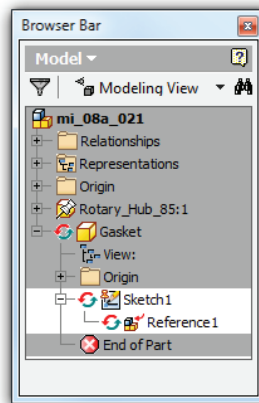 Browser Bar
Model
Modeling View
mi_08a_021
Relationships
Representations
Origin
Rotary_Hub_85:1
Gasket
View:
Origin
Sketch1
Reference1
End of Part